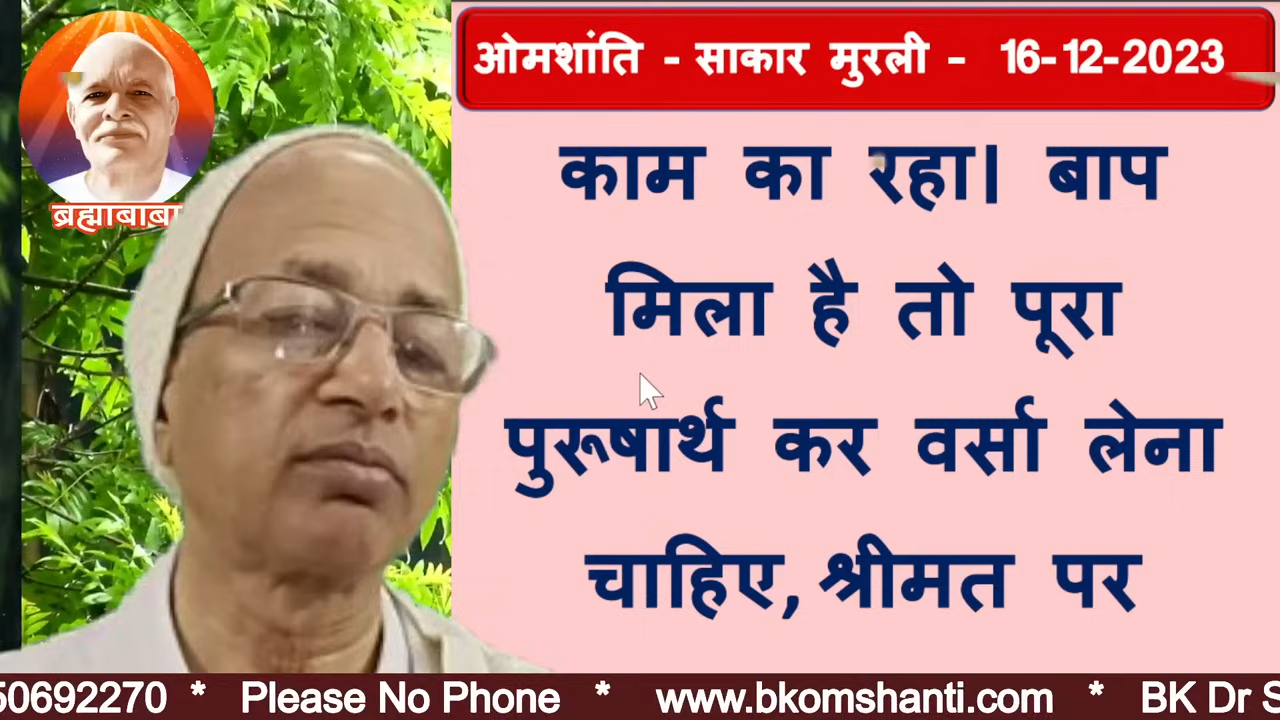 ओमशांति - साकार मुरली - 16-12-2023
ब्रह्माबाबा
काम का रहा। बाप
मिला है तो पूरा
पुरूषार्थ कर वर्सा लेना
चाहिए, श्रीमत पर
50692270 * Please No Phone * www.bkomshanti.com * BK Dr S